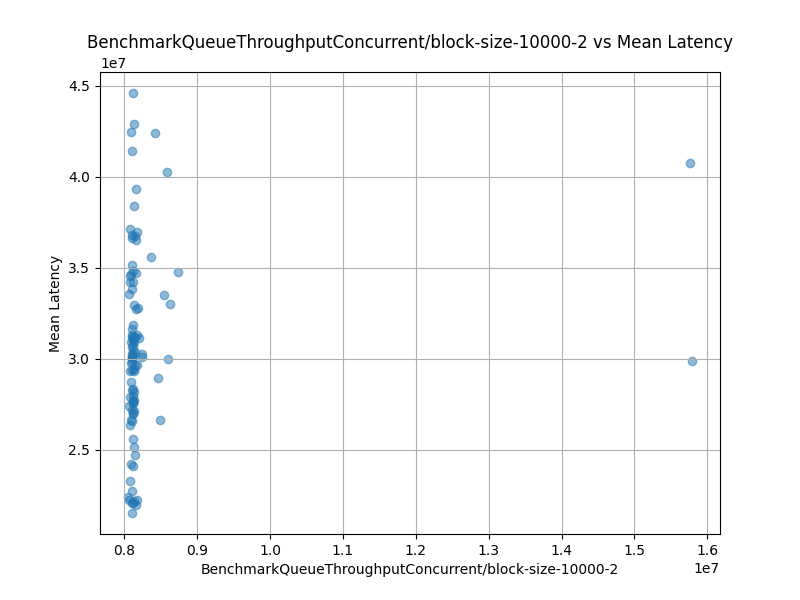 BenchmarkQueueThroughputConcurrent/block-size-10000-2 vs Mean Latency
1e7
4.5
4.0
3.5
3.0
2.5
Mean Latency
0.8 0.9 1.0 1.1 1.2 1.3 1.4 1.5 1.6
BenchmarkQueueThroughputConcurrent/block-size-10000-2
1e7